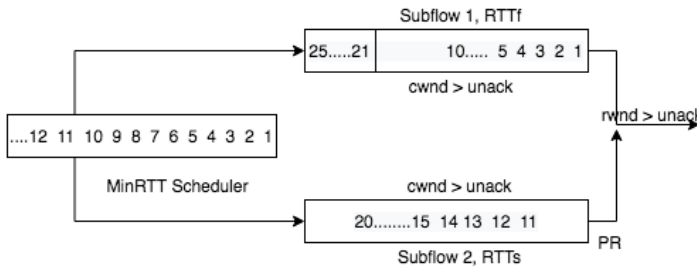 Subflow 1, RTTf
25.....21 10..... 5 4 3 2 1
cwnd > unack
rwnd > unack
....12 11 10 9 8 7 6 5 4 3 2 1
MinRTT Scheduler
cwnd > unack
20........15 14 13 12 11
PR
Subflow 2, RTTs